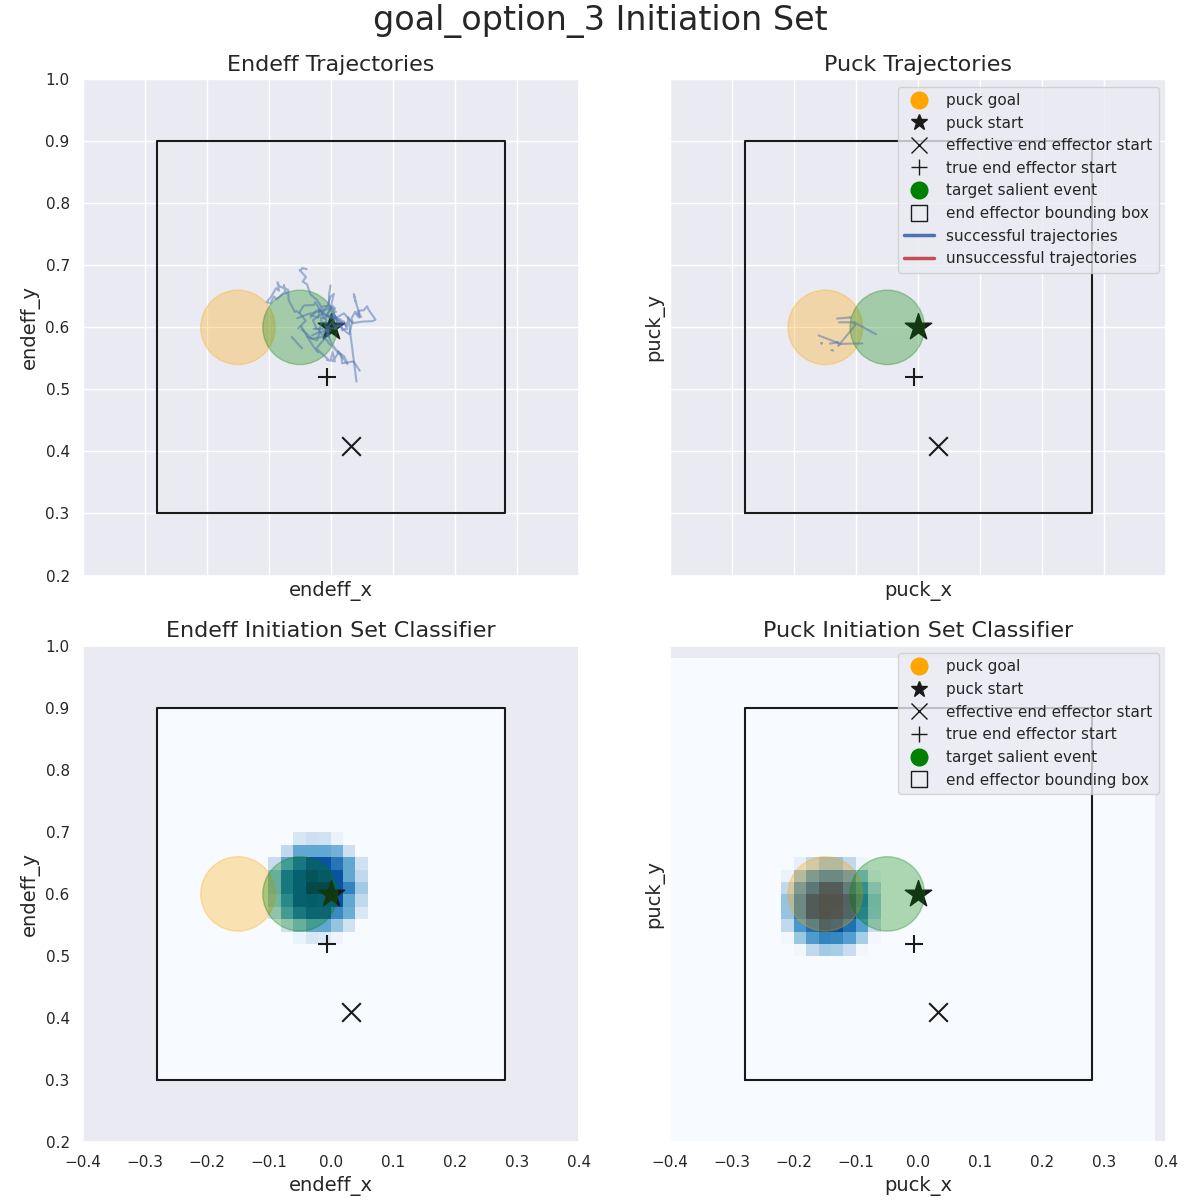 goal_option_3 Initiation Set
Endeff Trajectories
1.0
0.9
0.8
0.7
0.6
0.5
0.4
0.3
0.2
endeff_y
endeff_x
Puck Trajectories
puck goal
puck start
effective end effector start
true end effector start
target salient event
end effector bounding box
successful trajectories
unsuccessful trajectories
puck_y
puck_x
Endeff Initiation Set Classifier
1.0
0.9
0.8
0.7
0.6
0.5
0.4
0.3
0.2
endeff_y
−0.4 −0.3 −0.2 −0.1 0.0 0.1 0.2 0.3 0.4
endeff_x
Puck Initiation Set Classifier
puck goal
puck start
effective end effector start
true end effector start
target salient event
end effector bounding box
puck_y
−0.4 −0.3 −0.2 −0.1 0.0 0.1 0.2 0.3 0.4
puck_x